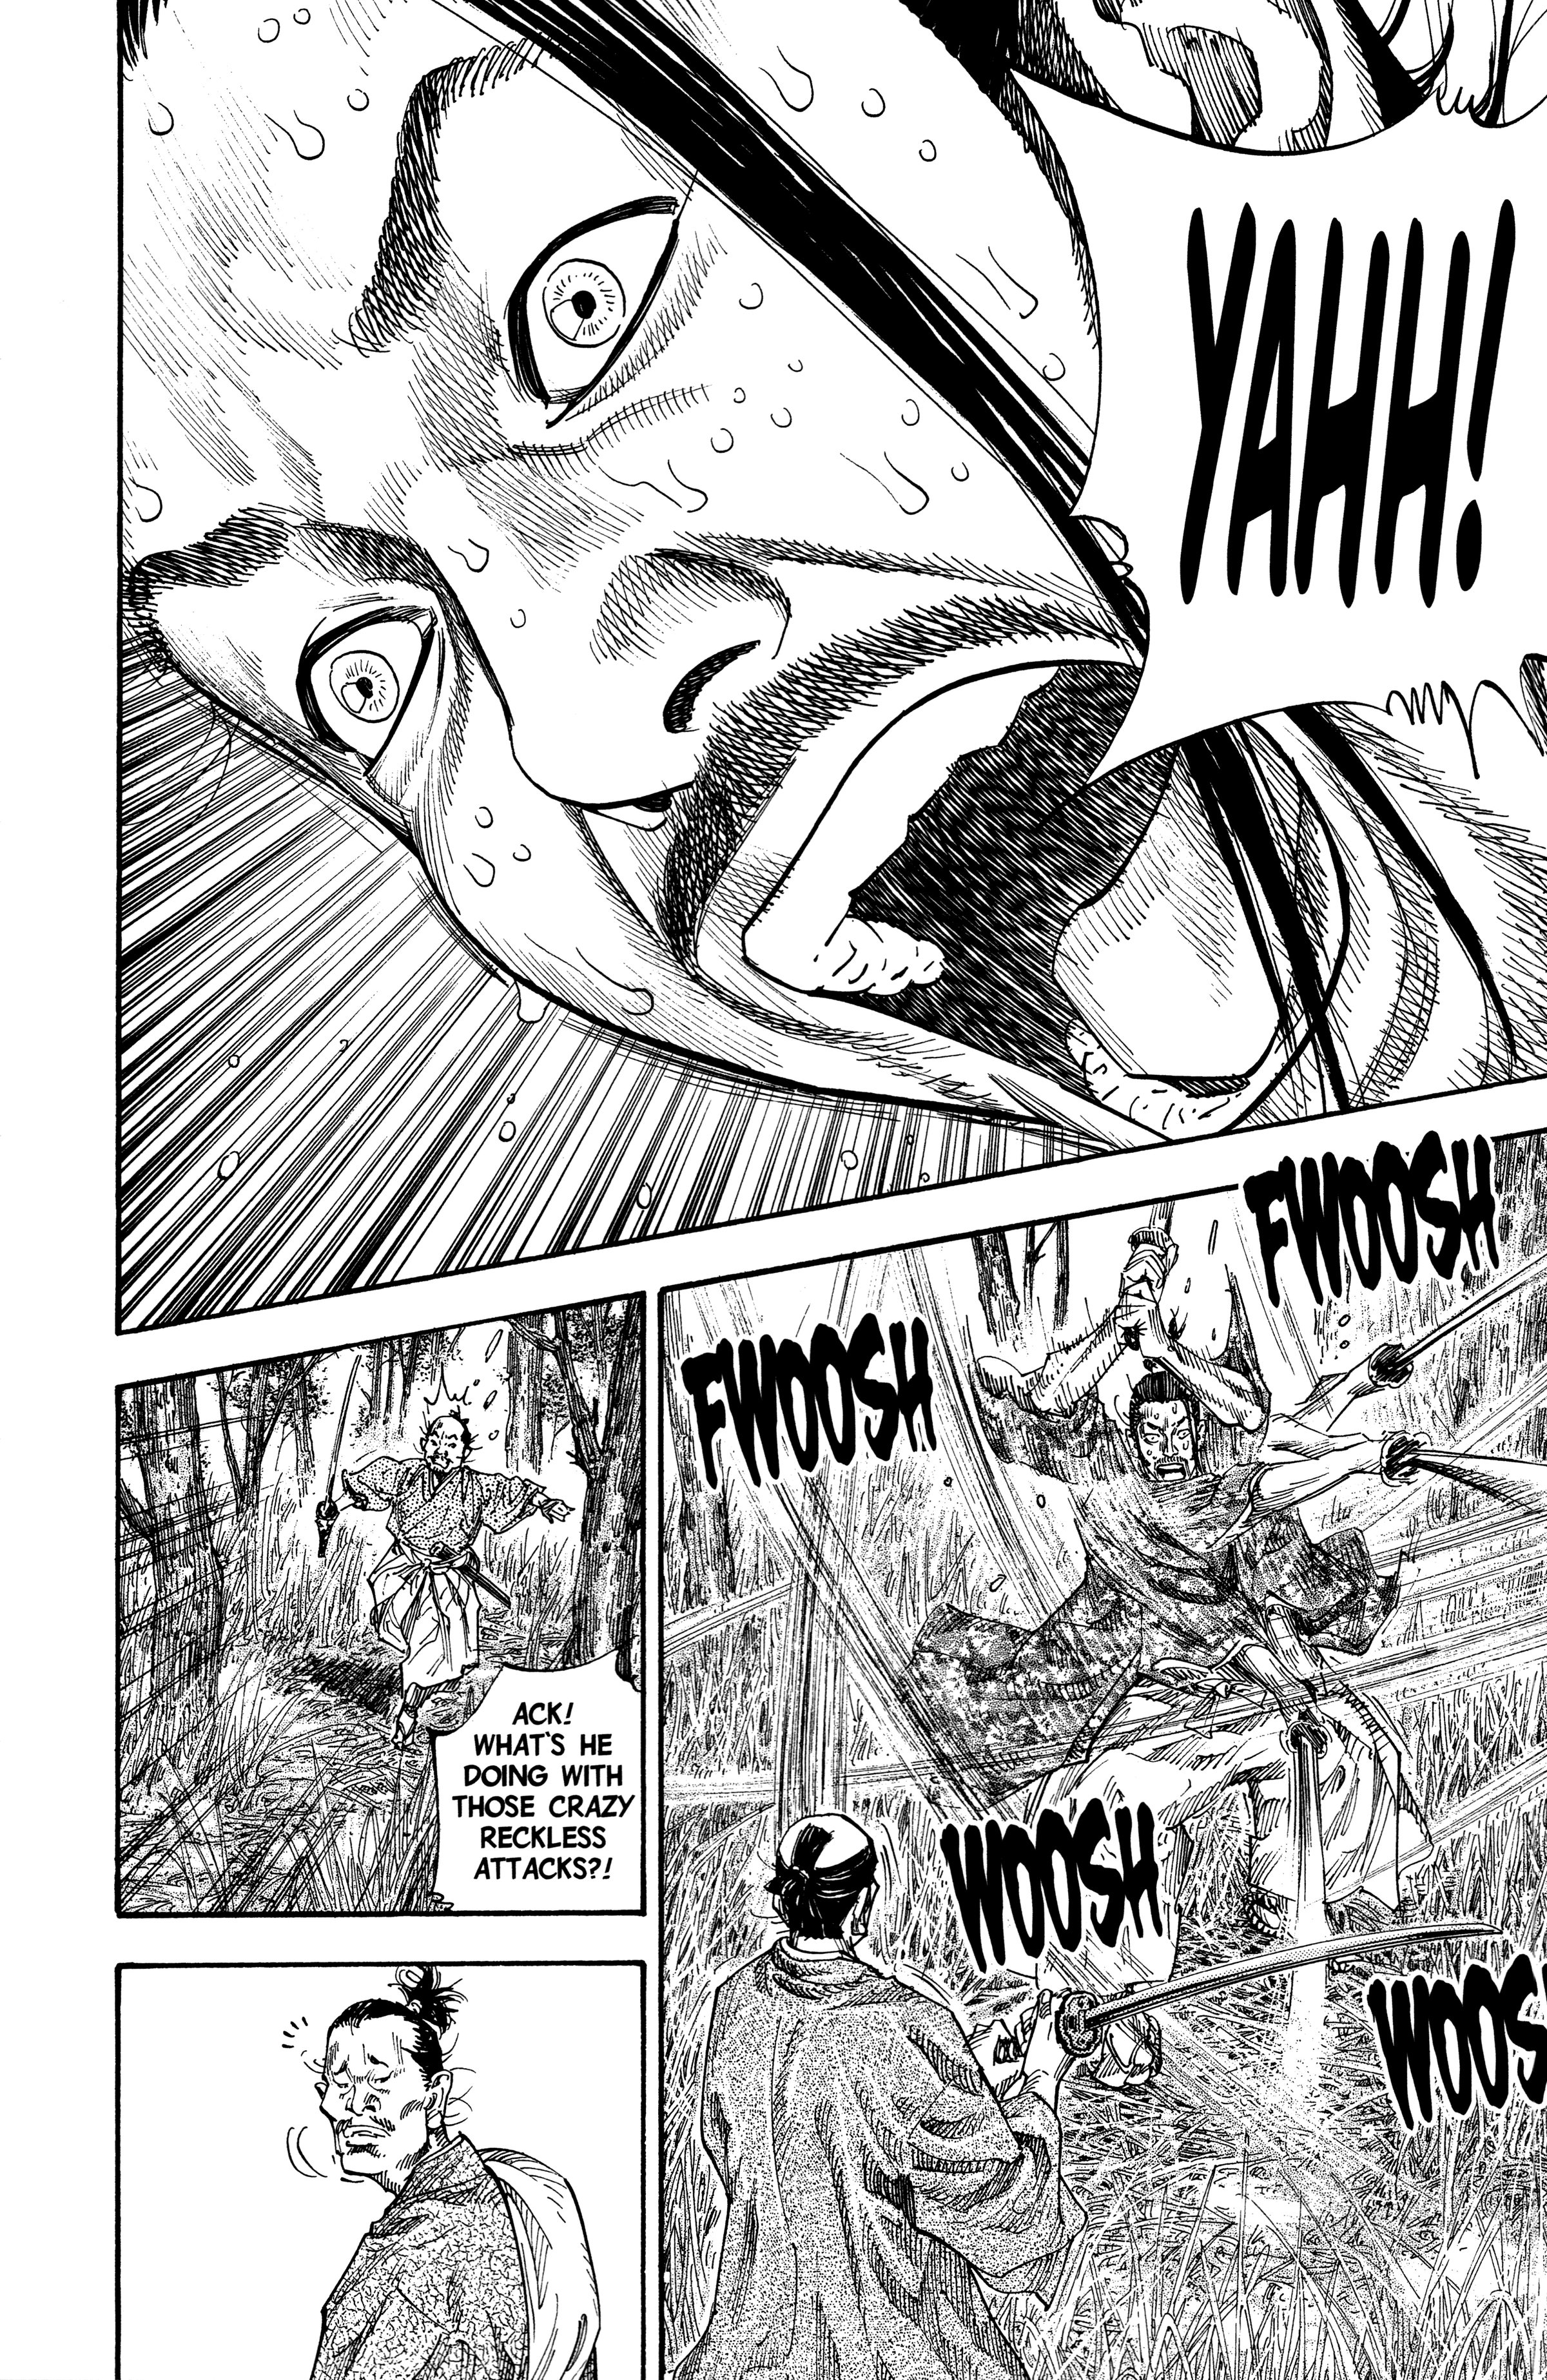 YAHH!
FWOOSH
FWOOSH
WOOSH
WOOS
ACK!
WHAT'S HE
DOING WITH
THOSE CRAZY
RECKLESS
ATTACKS?!